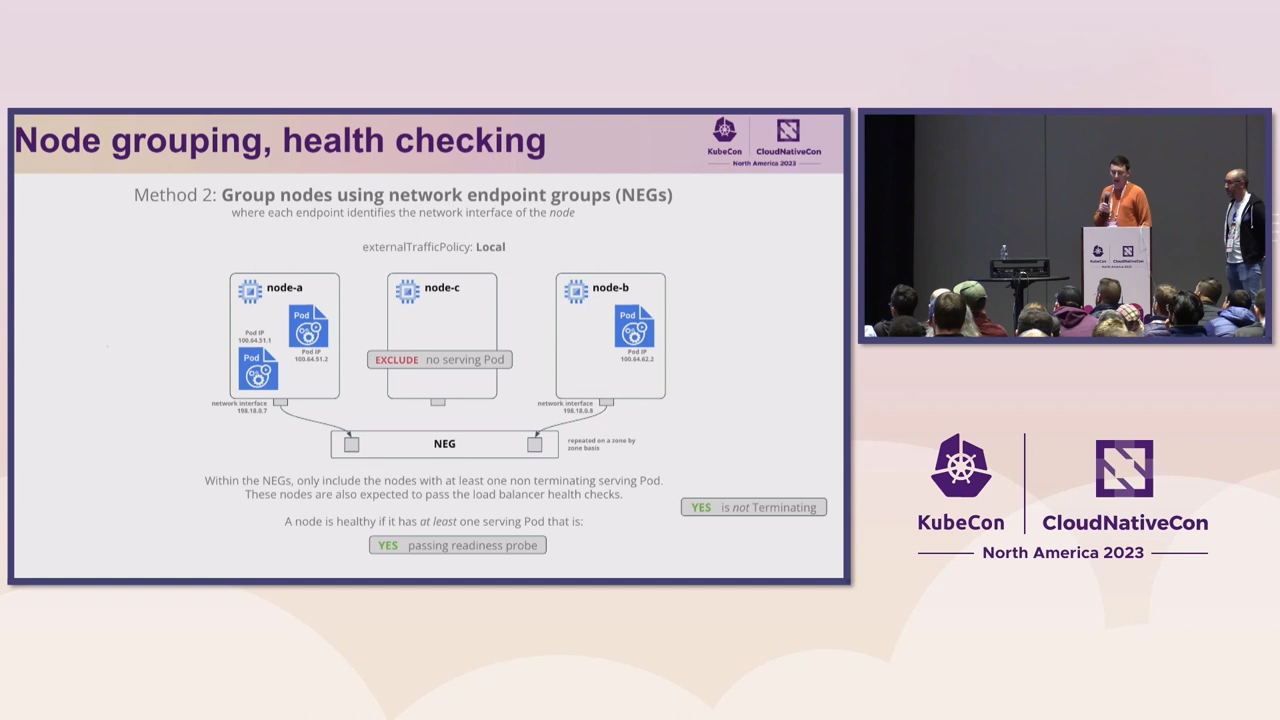 Node grouping, health checking
KubeCon
CloudNativeCon
North America 2023
Method 2: Group nodes using network endpoint groups (NEGs)
where each endpoint identifies the network interface of the node
externalTrafficPolicy: Local
node-a
node-c
node-b
Pod
Pod IP
100.64.51.1
Pod
Pod IP
100.64.51.2
Pod
Pod IP
100.64.62.2
EXCLUDE no serving Pod
network interface
198.18.0.7
network interface
198.18.0.8
NEG
repeated on a zone by
zone basis
Within the NEGs, only include the nodes with at least one non terminating serving Pod.
These nodes are also expected to pass the load balancer health checks.
YES is not Terminating
A node is healthy if it has at least one serving Pod that is:
YES passing readiness probe
KubeCon
CloudNativeCon
North America 2023
KubeCon
CloudNativeCon
North America 2023